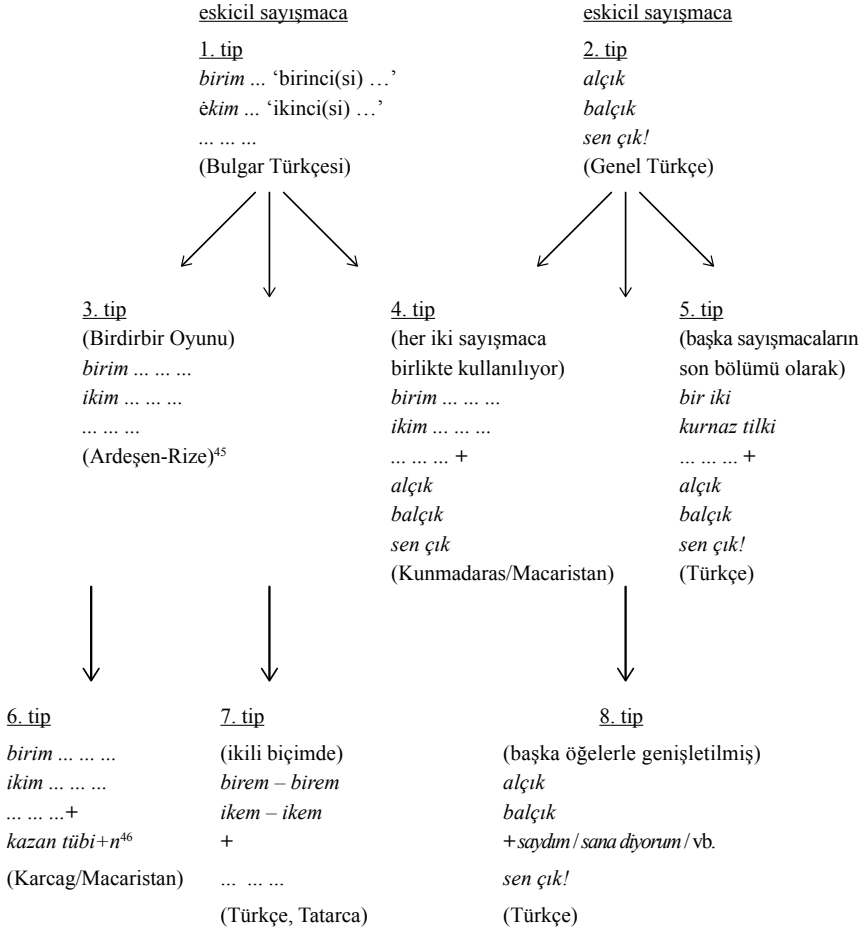 eskicil sayışmaca
1. tip
birim ... ‘birinci(si) …’
ėkim ... ‘ikinci(si) …’
... ... ...
(Bulgar Türkçesi)
eskicil sayışmaca
2. tip
alçık
balçık
sen çık!
(Genel Türkçe)
3. tip
(Birdirbir Oyunu)
birim ... ... ...
ikim ... ... ...
... ... ...
(Ardeşen-Rize)45
4. tip
(her iki sayışmaca
birlikte kullanılıyor)
birim ... ... ...
ikim ... ... ...
... ... ... +
alçık
balçık
sen çık
(Kunmadaras/Macaristan)
5. tip
(başka sayışmacaların
son bölümü olarak)
bir iki
kurnaz tilki
... ... ... +
alçık
balçık
sen çık!
(Türkçe)
6. tip
birim ... ... ...
ikim ... ... ...
... ... ...+
kazan tübi+n46
(Karcag/Macaristan)
7. tip
(ikili biçimde)
birem – birem
ikem – ikem
+
... ... ...
(Türkçe, Tatarca)
8. tip
(başka öğelerle genişletilmiş)
alçık
balçık
+saydım / sana diyorum / vb.
sen çık!
(Türkçe)